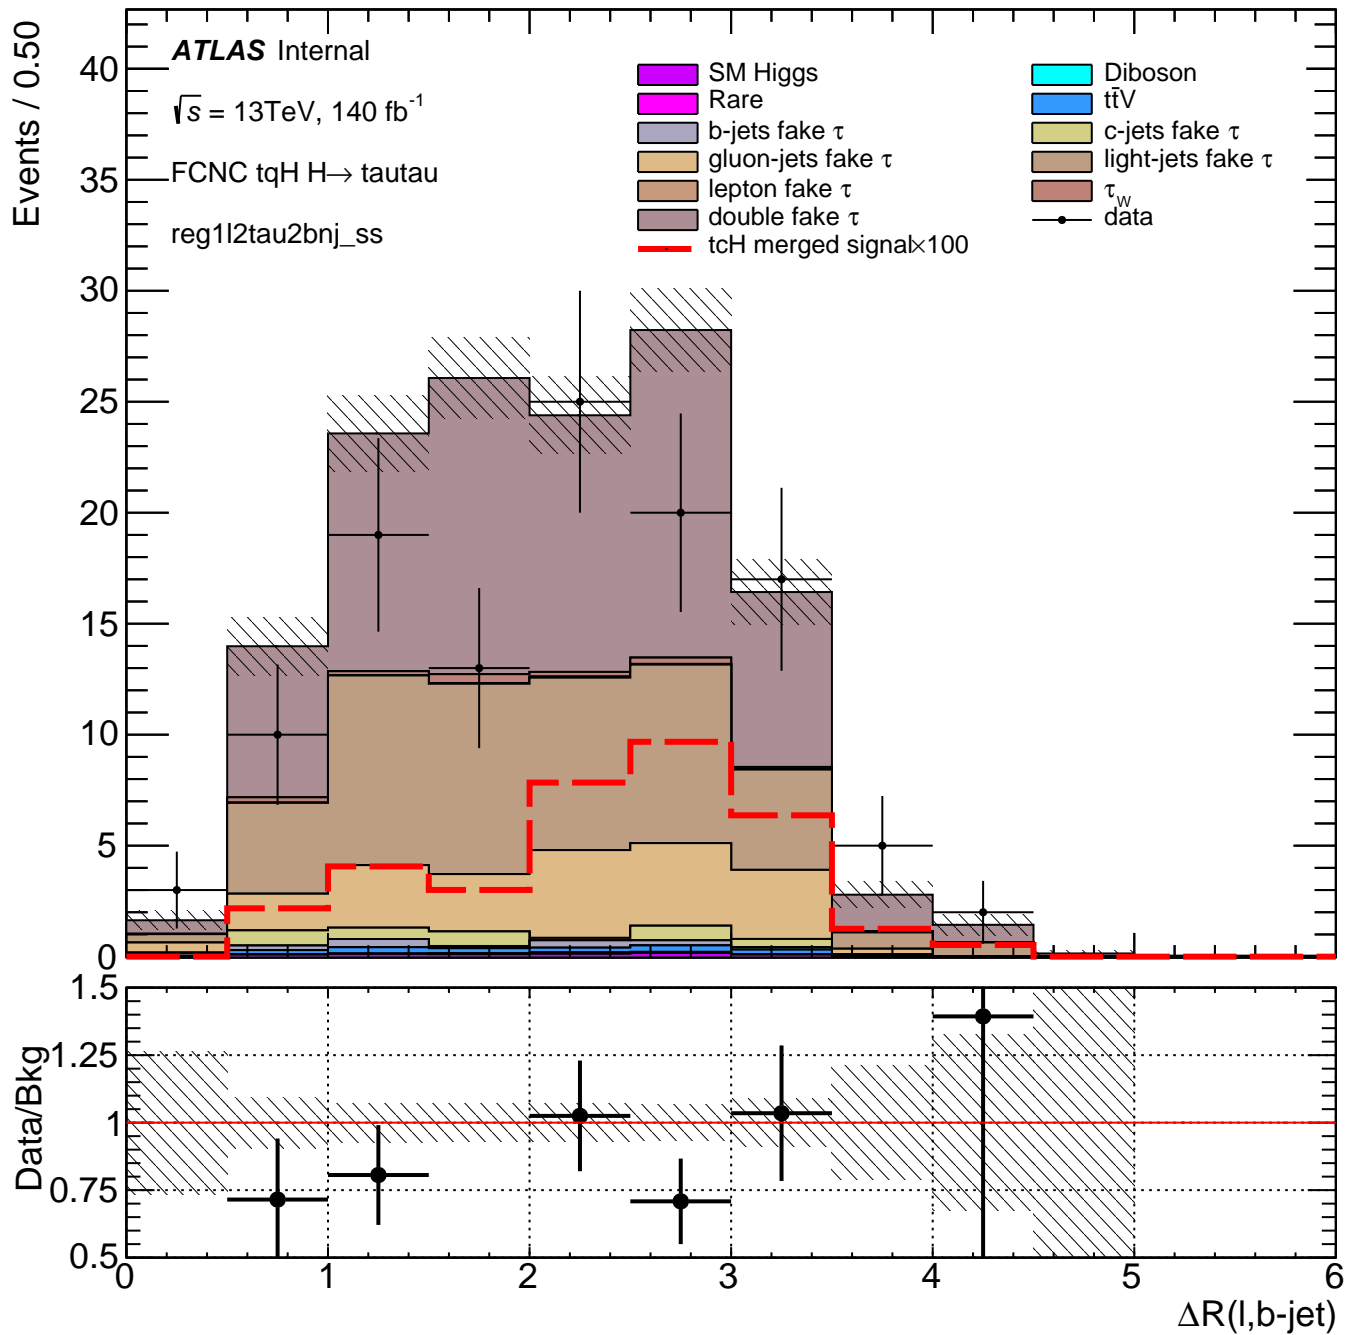 Events / 0.50
40
35
30
25
20
15
10
5
0
ATLAS Internal
√s = 13TeV, 140 fb⁻¹
FCNC tqH H→ tautau
reg1l2tau2bnj_ss
SM Higgs
Rare
b-jets fake τ
gluon-jets fake τ
lepton fake τ
double fake τ
tcH merged signal×100
Diboson
tt̄V
c-jets fake τ
light-jets fake τ
τ_W
data
Data/Bkg
1.5
1.25
1
0.75
0.5
0 1 2 3 4 5 6
ΔR(l,b-jet)